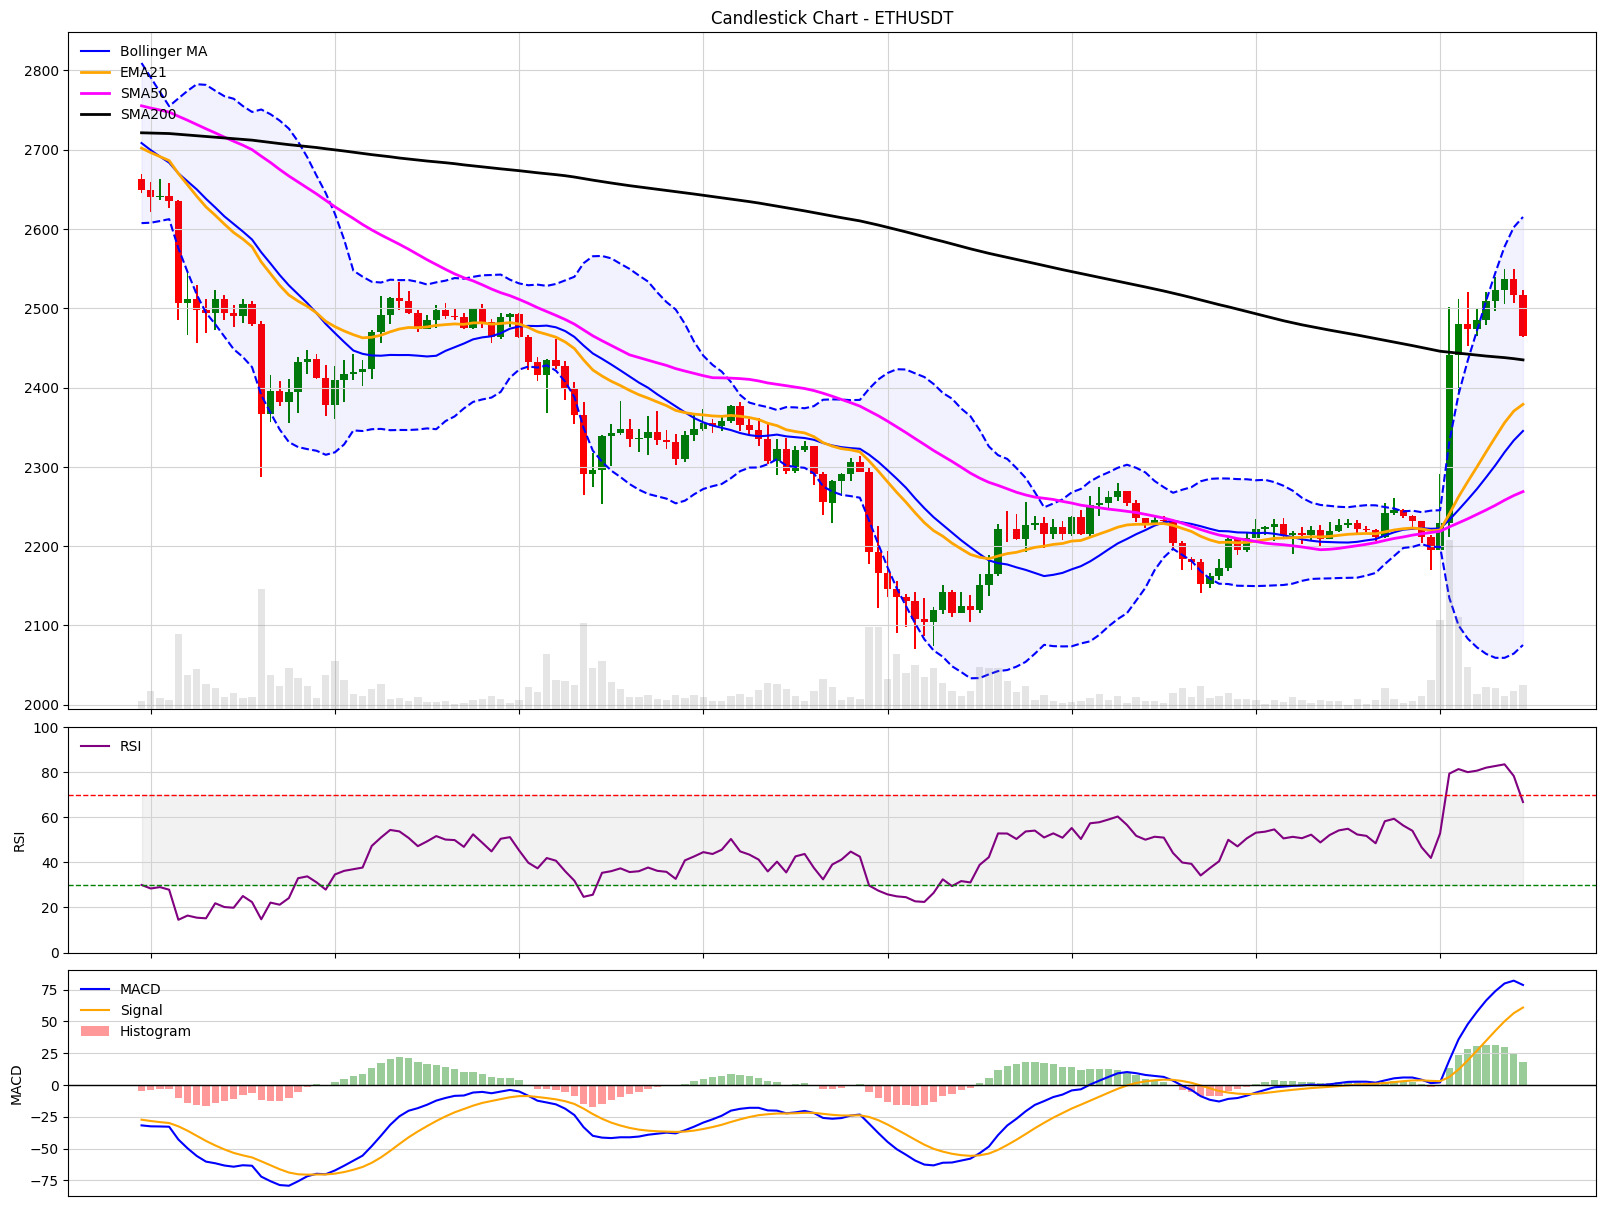 Candlestick Chart - ETHUSDT
Bollinger MA
EMA21
SMA50
SMA200
2800
2700
2600
2500
2400
2300
2200
2100
2000
RSI
100
80
60
40
20
0
RSI
MACD
Signal
Histogram
75
50
25
0
−25
−50
−75
MACD